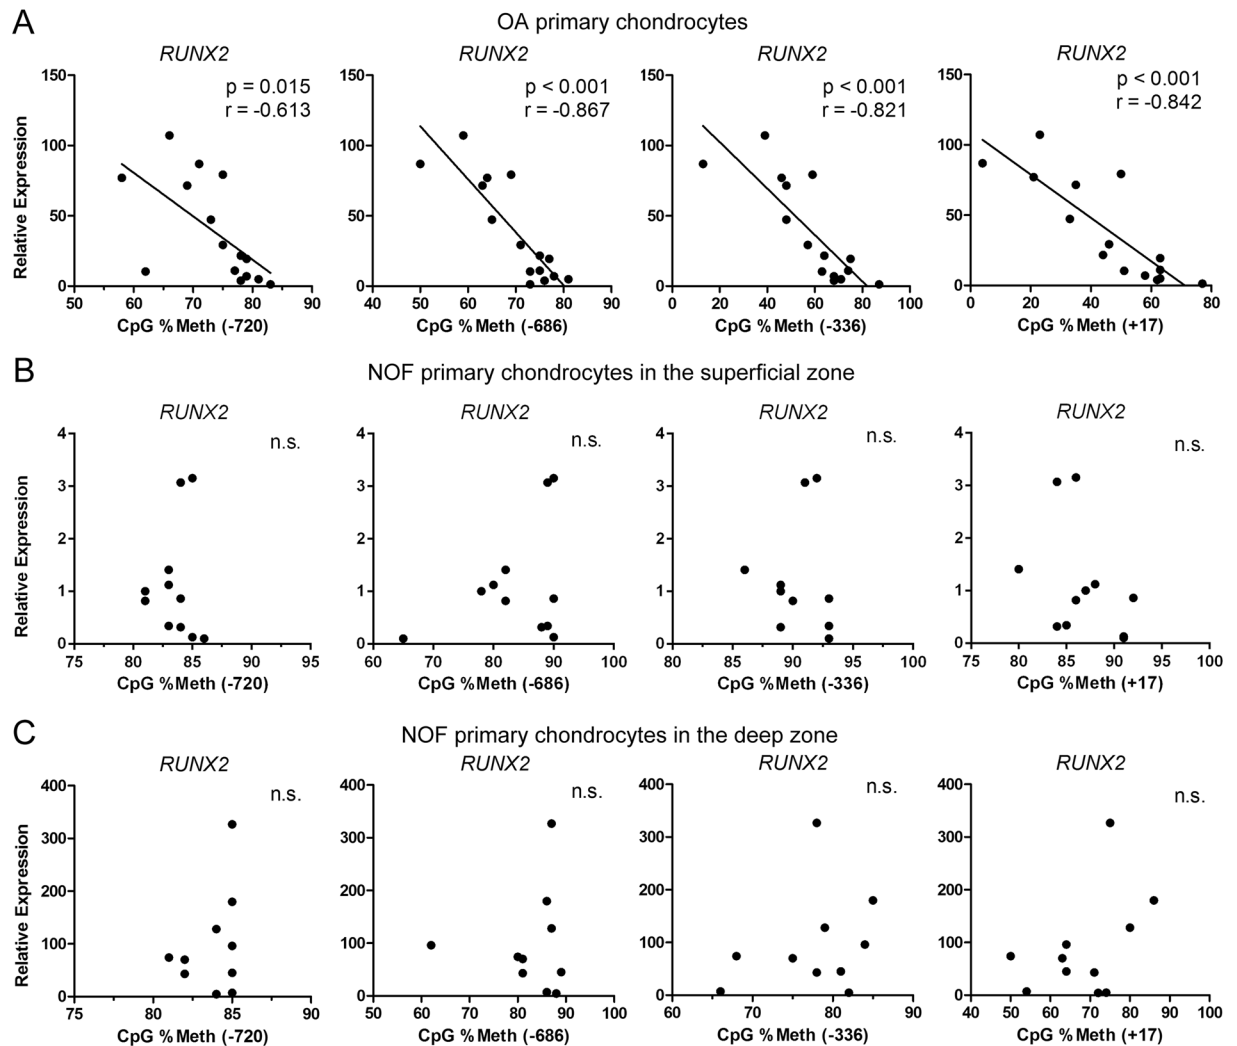 A
OA primary chondrocytes
RUNX2
RUNX2
RUNX2
RUNX2
p = 0.015
r = -0.613
p < 0.001
r = -0.867
p < 0.001
r = -0.821
p < 0.001
r = -0.842
Relative Expression
150
100
50
0
150
100
50
0
150
100
50
0
150
100
50
0
50 60 70 80 90
40 50 60 70 80 90
0 20 40 60 80 100
0 20 40 60 80
CpG %Meth (-720)
CpG %Meth (-686)
CpG %Meth (-336)
CpG %Meth (+17)
B
NOF primary chondrocytes in the superficial zone
RUNX2
RUNX2
RUNX2
RUNX2
n.s.
n.s.
n.s.
n.s.
Relative Expression
4
3
2
1
0
4
3
2
1
0
4
3
2
1
0
4
3
2
1
0
75 80 85 90 95
60 70 80 90 100
80 85 90 95 100
75 80 85 90 95 100
CpG %Meth (-720)
CpG %Meth (-686)
CpG %Meth (-336)
CpG %Meth (+17)
C
NOF primary chondrocytes in the deep zone
RUNX2
RUNX2
RUNX2
RUNX2
n.s.
n.s.
n.s.
n.s.
Relative Expression
400
300
200
100
0
400
300
200
100
0
400
300
200
100
0
400
300
200
100
0
75 80 85 90
50 60 70 80 90 100
60 70 80 90
40 50 60 70 80 90 100
CpG %Meth (-720)
CpG %Meth (-686)
CpG %Meth (-336)
CpG %Meth (+17)